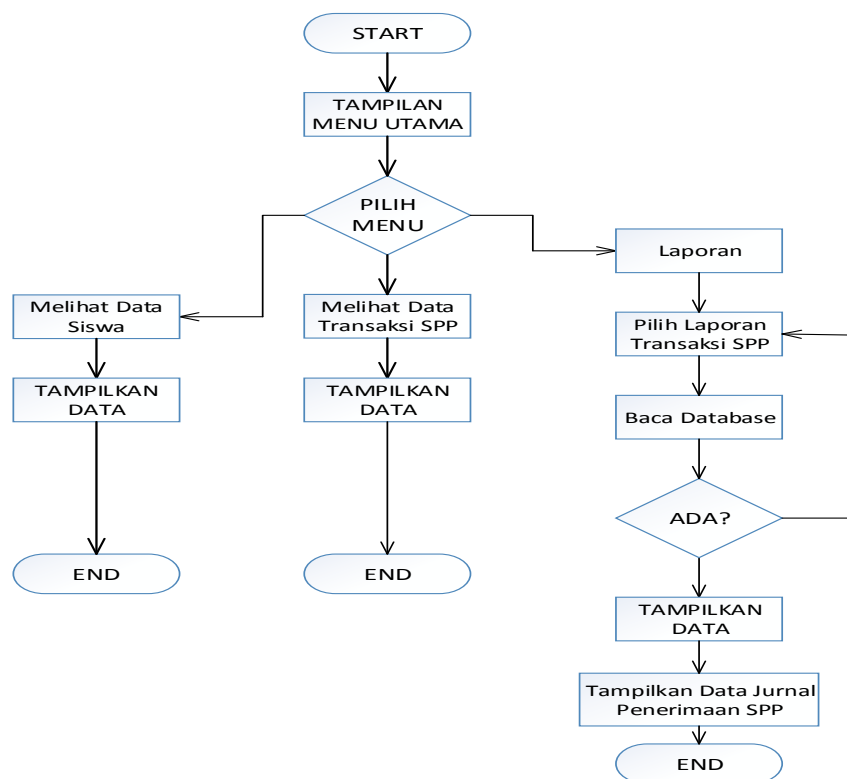 START
TAMPILAN
MENU UTAMA
PILIH
MENU
Melihat Data
Siswa
TAMPILKAN
DATA
END
Melihat Data
Transaksi SPP
TAMPILKAN
DATA
END
Laporan
Pilih Laporan
Transaksi SPP
Baca Database
ADA?
TAMPILKAN
DATA
Tampilkan Data Jurnal
Penerimaan SPP
END